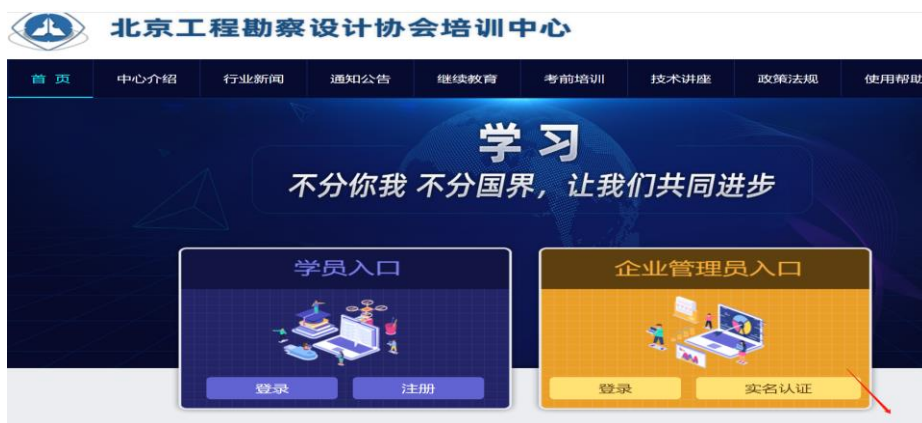 北京工程勘察设计协会培训中心
首 页 中心介绍 行业新闻 通知公告 继续教育 考前培训 技术讲座 政策法规 使用帮助
学 习
不分你我 不分国界，让我们共同进步
学员入口 企业管理员入口
登录 注册 登录 实名认证